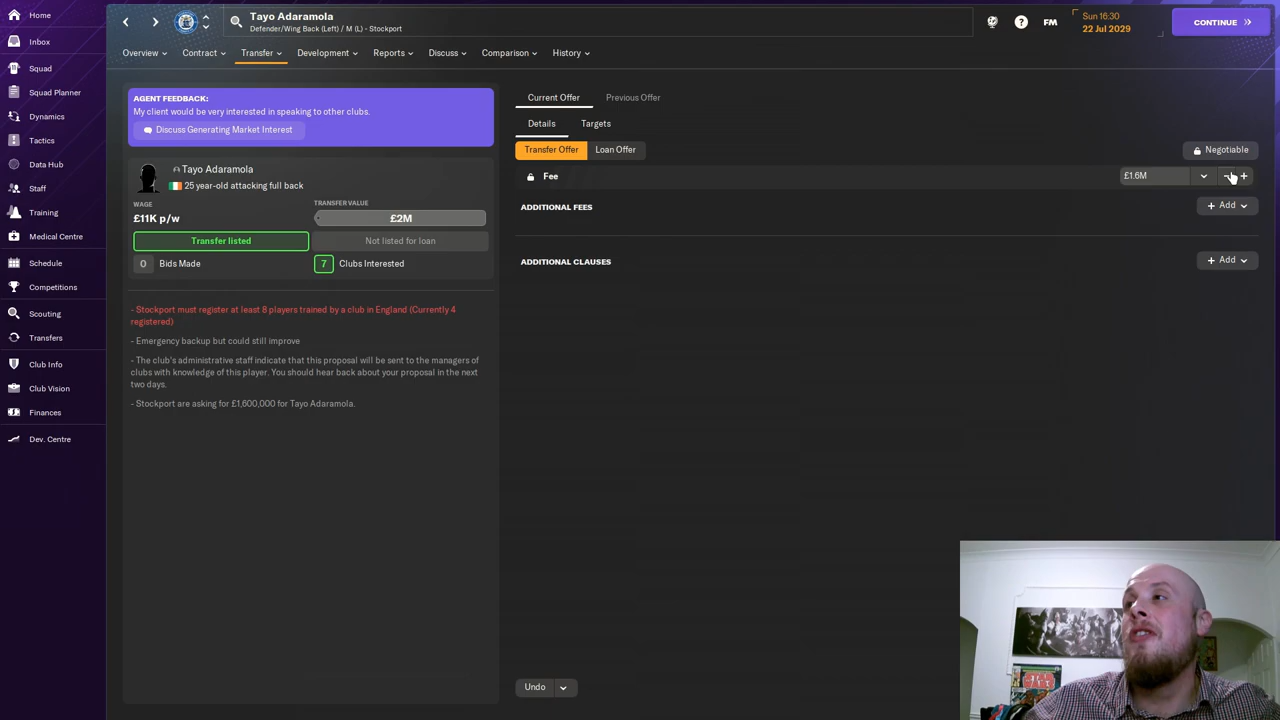 Home
Inbox
Squad
Squad Planner
Dynamics
Tactics
Data Hub
Staff
Training
Medical Centre
Schedule
Competitions
Scouting
Transfers
Club Info
Club Vision
Finances
Dev. Centre
Tayo Adaramola
Defender/Wing Back (Left) / M (L) - Stockport
FM
Sun 16:30
22 Jul 2029
CONTINUE
Overview
Contract
Transfer
Development
Reports
Discuss
Comparison
History
AGENT FEEDBACK:
My client would be very interested in speaking to other clubs.
Discuss Generating Market Interest
Tayo Adaramola
25 year-old attacking full back
WAGE
£11K p/w
TRANSFER VALUE
£2M
Transfer listed
Not listed for loan
0 Bids Made
7 Clubs Interested
- Stockport must register at least 8 players trained by a club in England (Currently 4
registered)
- Emergency backup but could still improve
- The club's administrative staff indicate that this proposal will be sent to the managers of
clubs with knowledge of this player. You should hear back about your proposal in the next
two days.
- Stockport are asking for £1,600,000 for Tayo Adaramola.
Current Offer
Previous Offer
Details
Targets
Transfer Offer
Loan Offer
Negotiable
Fee
£1.6M
ADDITIONAL FEES
+ Add
ADDITIONAL CLAUSES
+ Add
Undo
STAR
WARS